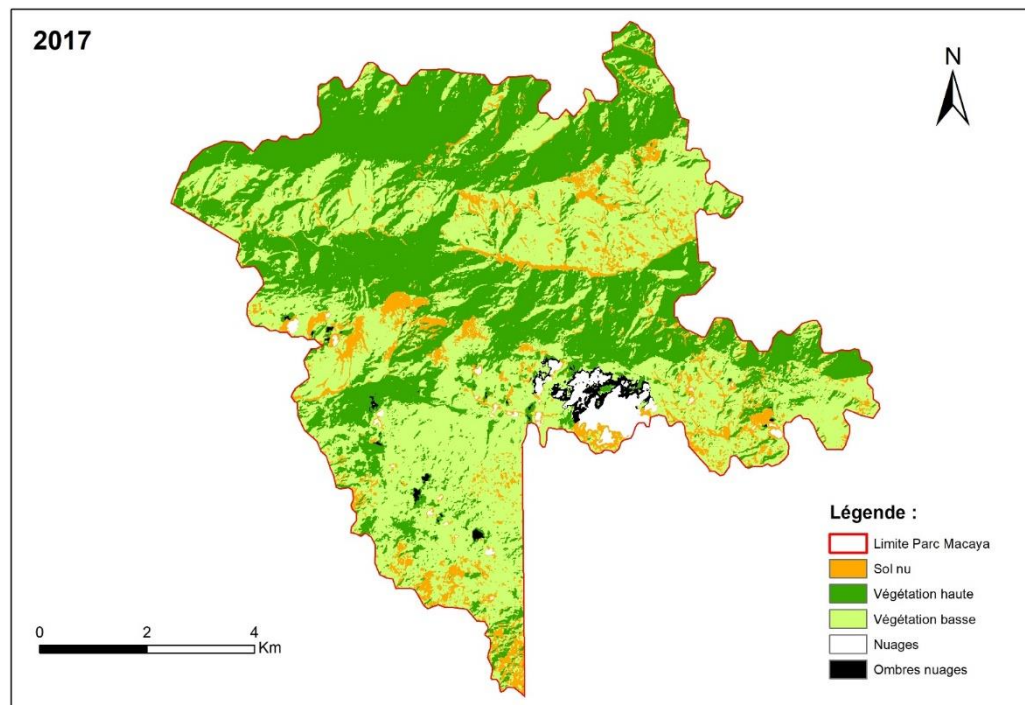 2017
N
Légende :
Limite Parc Macaya
Sol nu
Végétation haute
Végétation basse
Nuages
Ombres nuages
0 2 4
Km